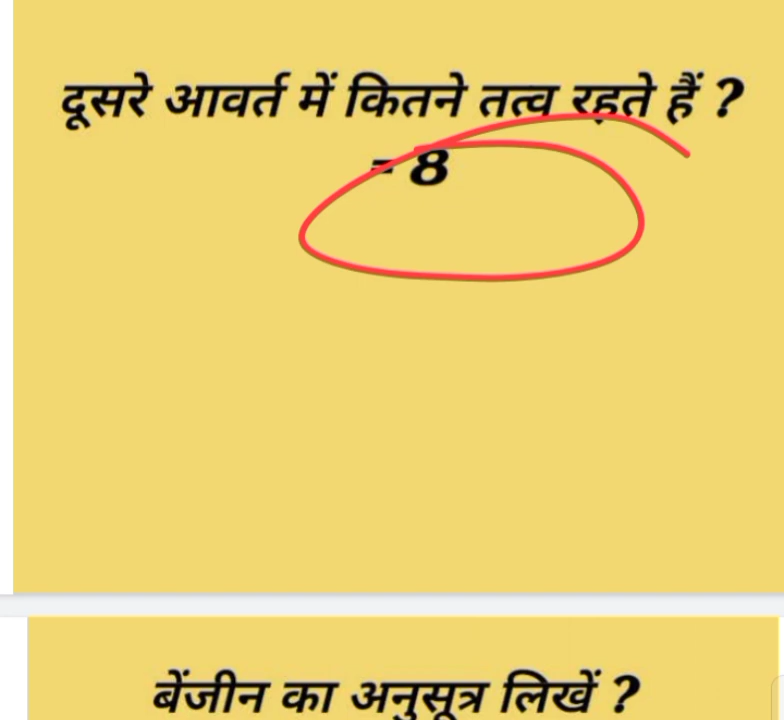 दूसरे आवर्त में कितने तत्व रहते हैं ?
= 8
बेंजीन का अनुसूत्र लिखें ?